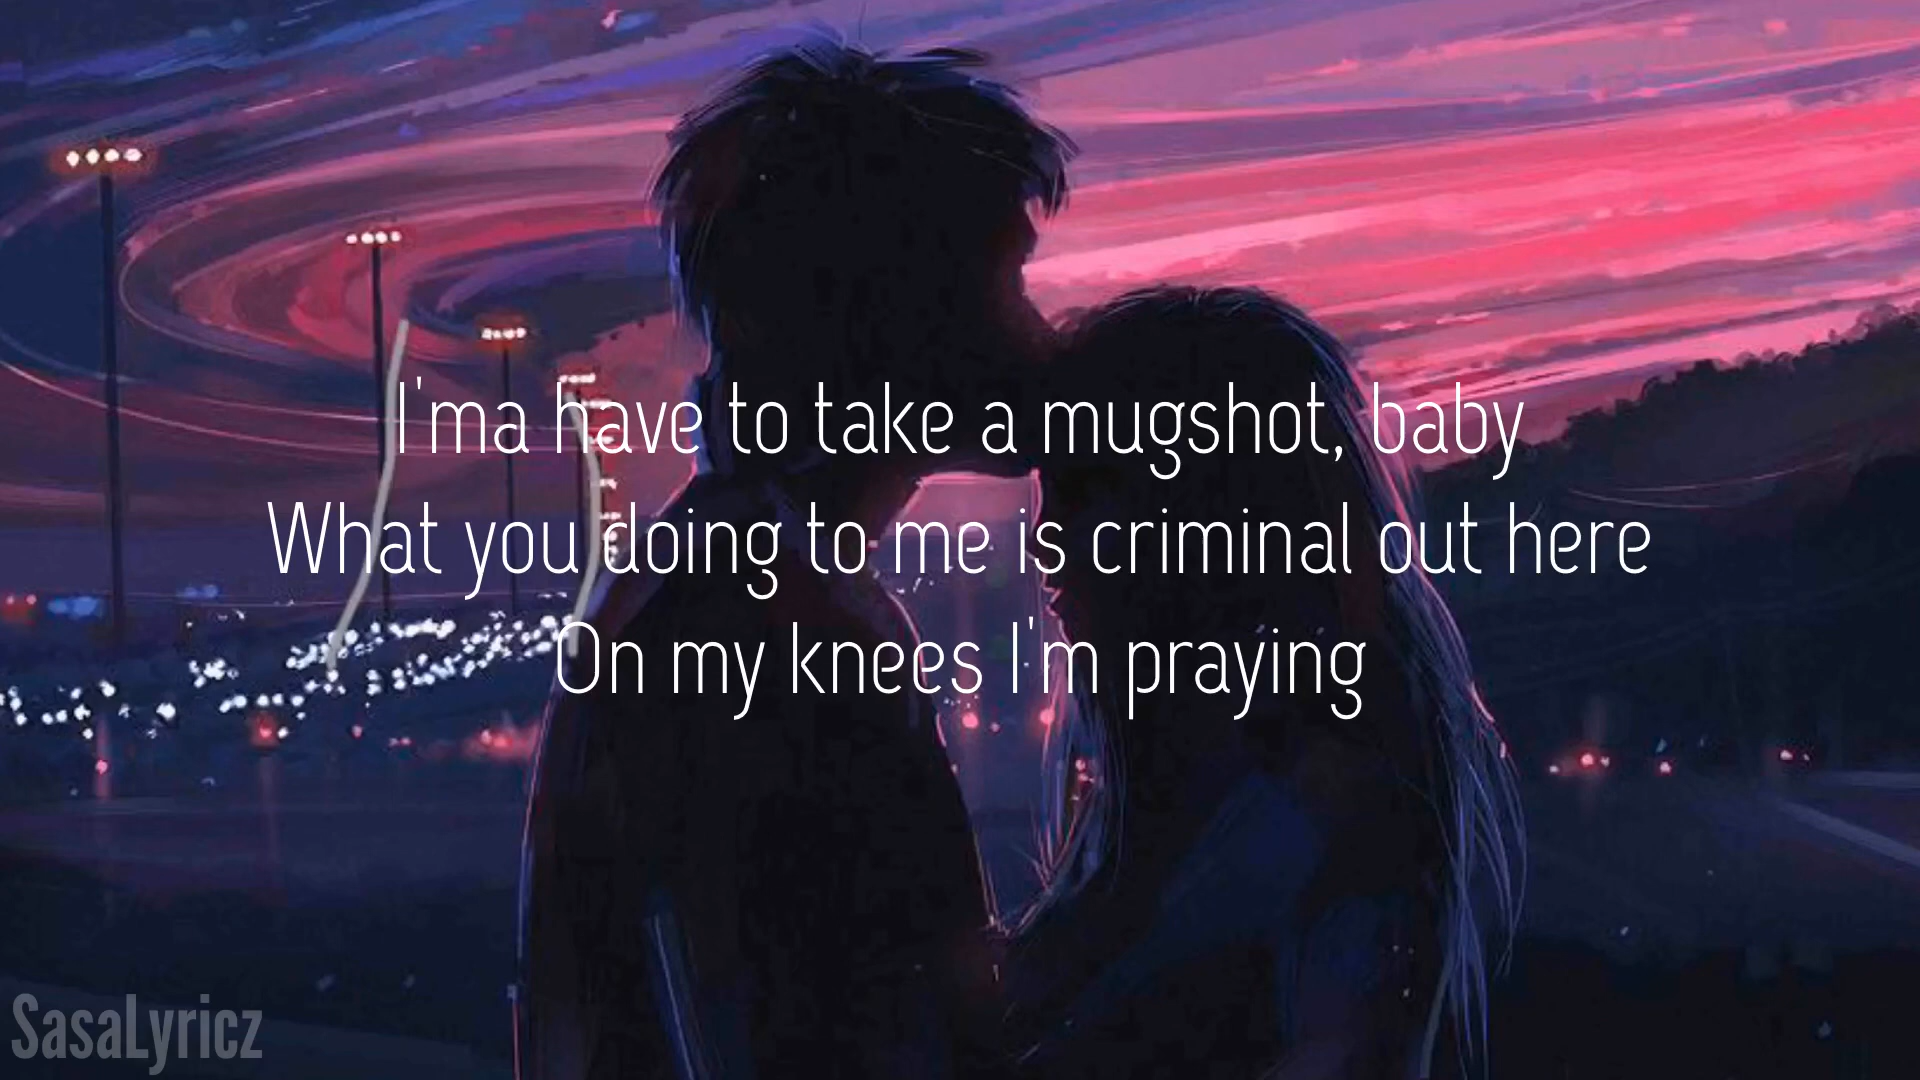 I'ma have to take a mugshot, baby
What you doing to me is criminal out here
On my knees I'm praying
SasaLyricz